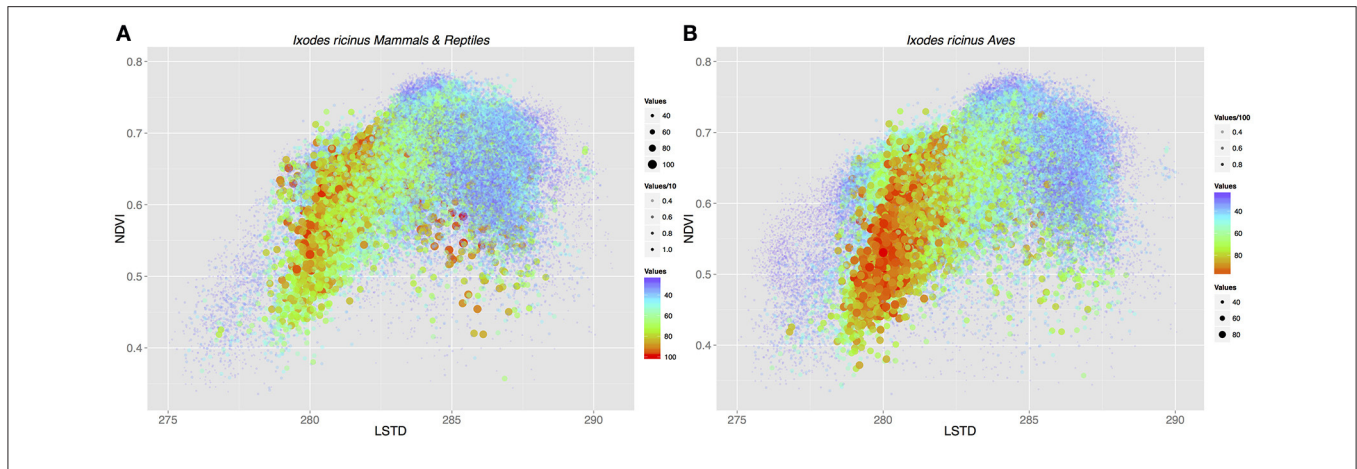 A
Ixodes ricinus Mammals & Reptiles
NDVI
0.8
0.7
0.6
0.5
0.4
275
280
285
290
LSTD
Values
40
60
80
100
Values/10
0.4
0.6
0.8
1.0
Values
40
60
80
100
B
Ixodes ricinus Aves
NDVI
0.8
0.7
0.6
0.5
0.4
275
280
285
290
LSTD
Values/100
0.4
0.6
0.8
Values
40
60
80
Values
40
60
80